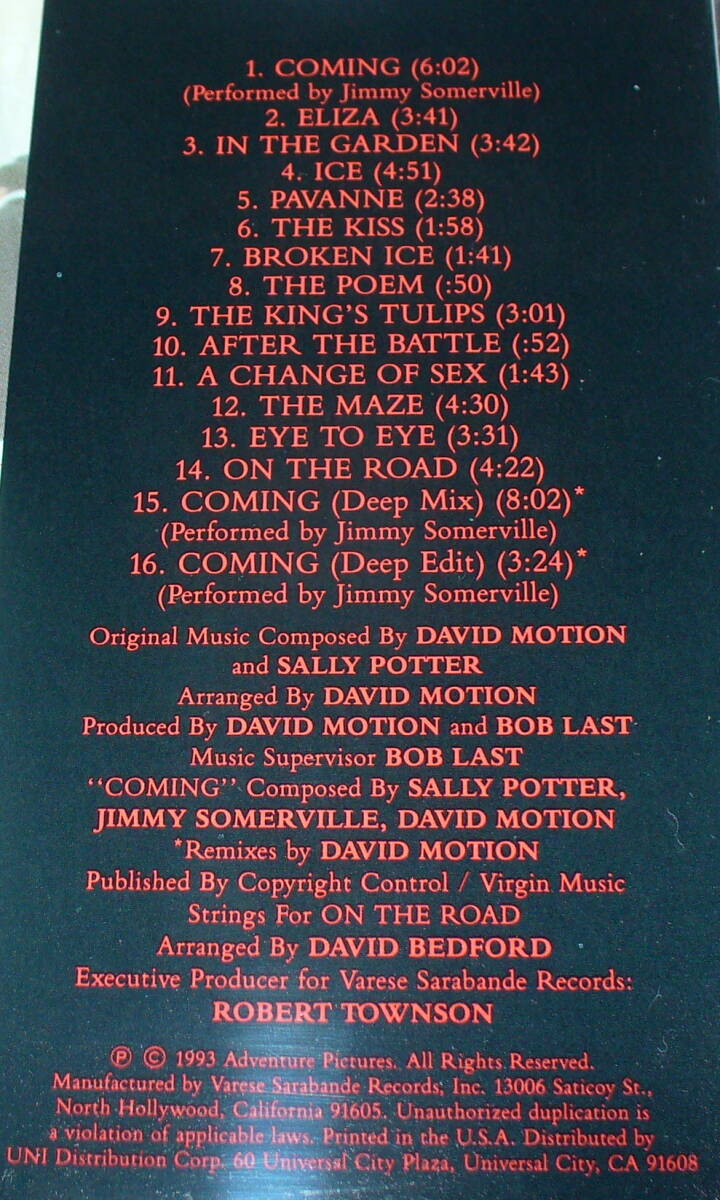 1. COMING (6:02)
(Performed by Jimmy Somerville)
2. ELIZA (3:41)
3. IN THE GARDEN (3:42)
4. ICE (4:51)
5. PAVANNE (2:38)
6. THE KISS (1:58)
7. BROKEN ICE (1:41)
8. THE POEM (:50)
9. THE KING'S TULIPS (3:01)
10. AFTER THE BATTLE (:52)
11. A CHANGE OF SEX (1:43)
12. THE MAZE (4:30)
13. EYE TO EYE (3:31)
14. ON THE ROAD (4:22)
15. COMING (Deep Mix) (8:02)*
(Performed by Jimmy Somerville)
16. COMING (Deep Edit) (3:24)*
(Performed by Jimmy Somerville)
Original Music Composed By DAVID MOTION
and SALLY POTTER
Arranged By DAVID MOTION
Produced By DAVID MOTION and BOB LAST
Music Supervisor BOB LAST
"COMING" Composed By SALLY POTTER,
JIMMY SOMERVILLE, DAVID MOTION
*Remixes by DAVID MOTION
Published By Copyright Control / Virgin Music
Strings For ON THE ROAD
Arranged By DAVID BEDFORD
Executive Producer for Varese Sarabande Records:
ROBERT TOWNSON
℗ © 1993 Adventure Pictures. All Rights Reserved.
Manufactured by Varese Sarabande Records, Inc. 13006 Saticoy St.,
North Hollywood, California 91605. Unauthorized duplication is
a violation of applicable laws. Printed in the U.S.A. Distributed by
UNI Distribution Corp. 60 Universal City Plaza, Universal City, CA 91608